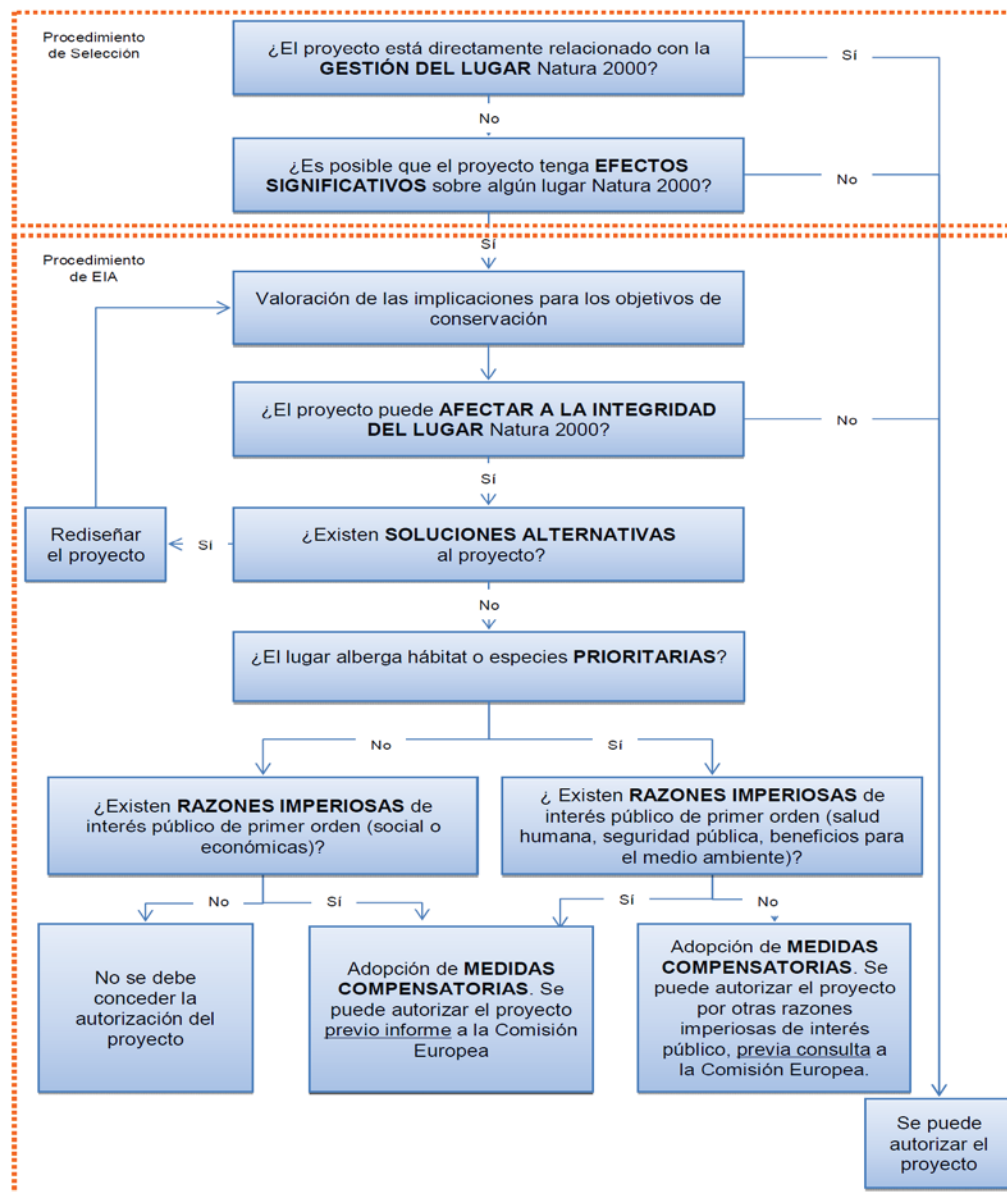 Procedimiento
de Selección
¿El proyecto está directamente relacionado con la
GESTIÓN DEL LUGAR Natura 2000?
Sí
No
¿Es posible que el proyecto tenga EFECTOS
SIGNIFICATIVOS sobre algún lugar Natura 2000?
No
Sí
Procedimiento
de EIA
Valoración de las implicaciones para los objetivos de
conservación
¿El proyecto puede AFECTAR A LA INTEGRIDAD
DEL LUGAR Natura 2000?
No
Sí
Rediseñar
el proyecto
Sí
¿Existen SOLUCIONES ALTERNATIVAS
al proyecto?
No
¿El lugar alberga hábitat o especies PRIORITARIAS?
No
Sí
¿Existen RAZONES IMPERIOSAS de
interés público de primer orden (social o
económicas)?
¿ Existen RAZONES IMPERIOSAS de
interés público de primer orden (salud
humana, seguridad pública, beneficios para
el medio ambiente)?
No
Sí
Sí
No
No se debe
conceder la
autorización del
proyecto
Adopción de MEDIDAS
COMPENSATORIAS. Se
puede autorizar el proyecto
previo informe a la Comisión
Europea
Adopción de MEDIDAS
COMPENSATORIAS. Se
puede autorizar el proyecto
por otras razones
imperiosas de interés
público, previa consulta a
la Comisión Europea.
Se puede
autorizar el
proyecto